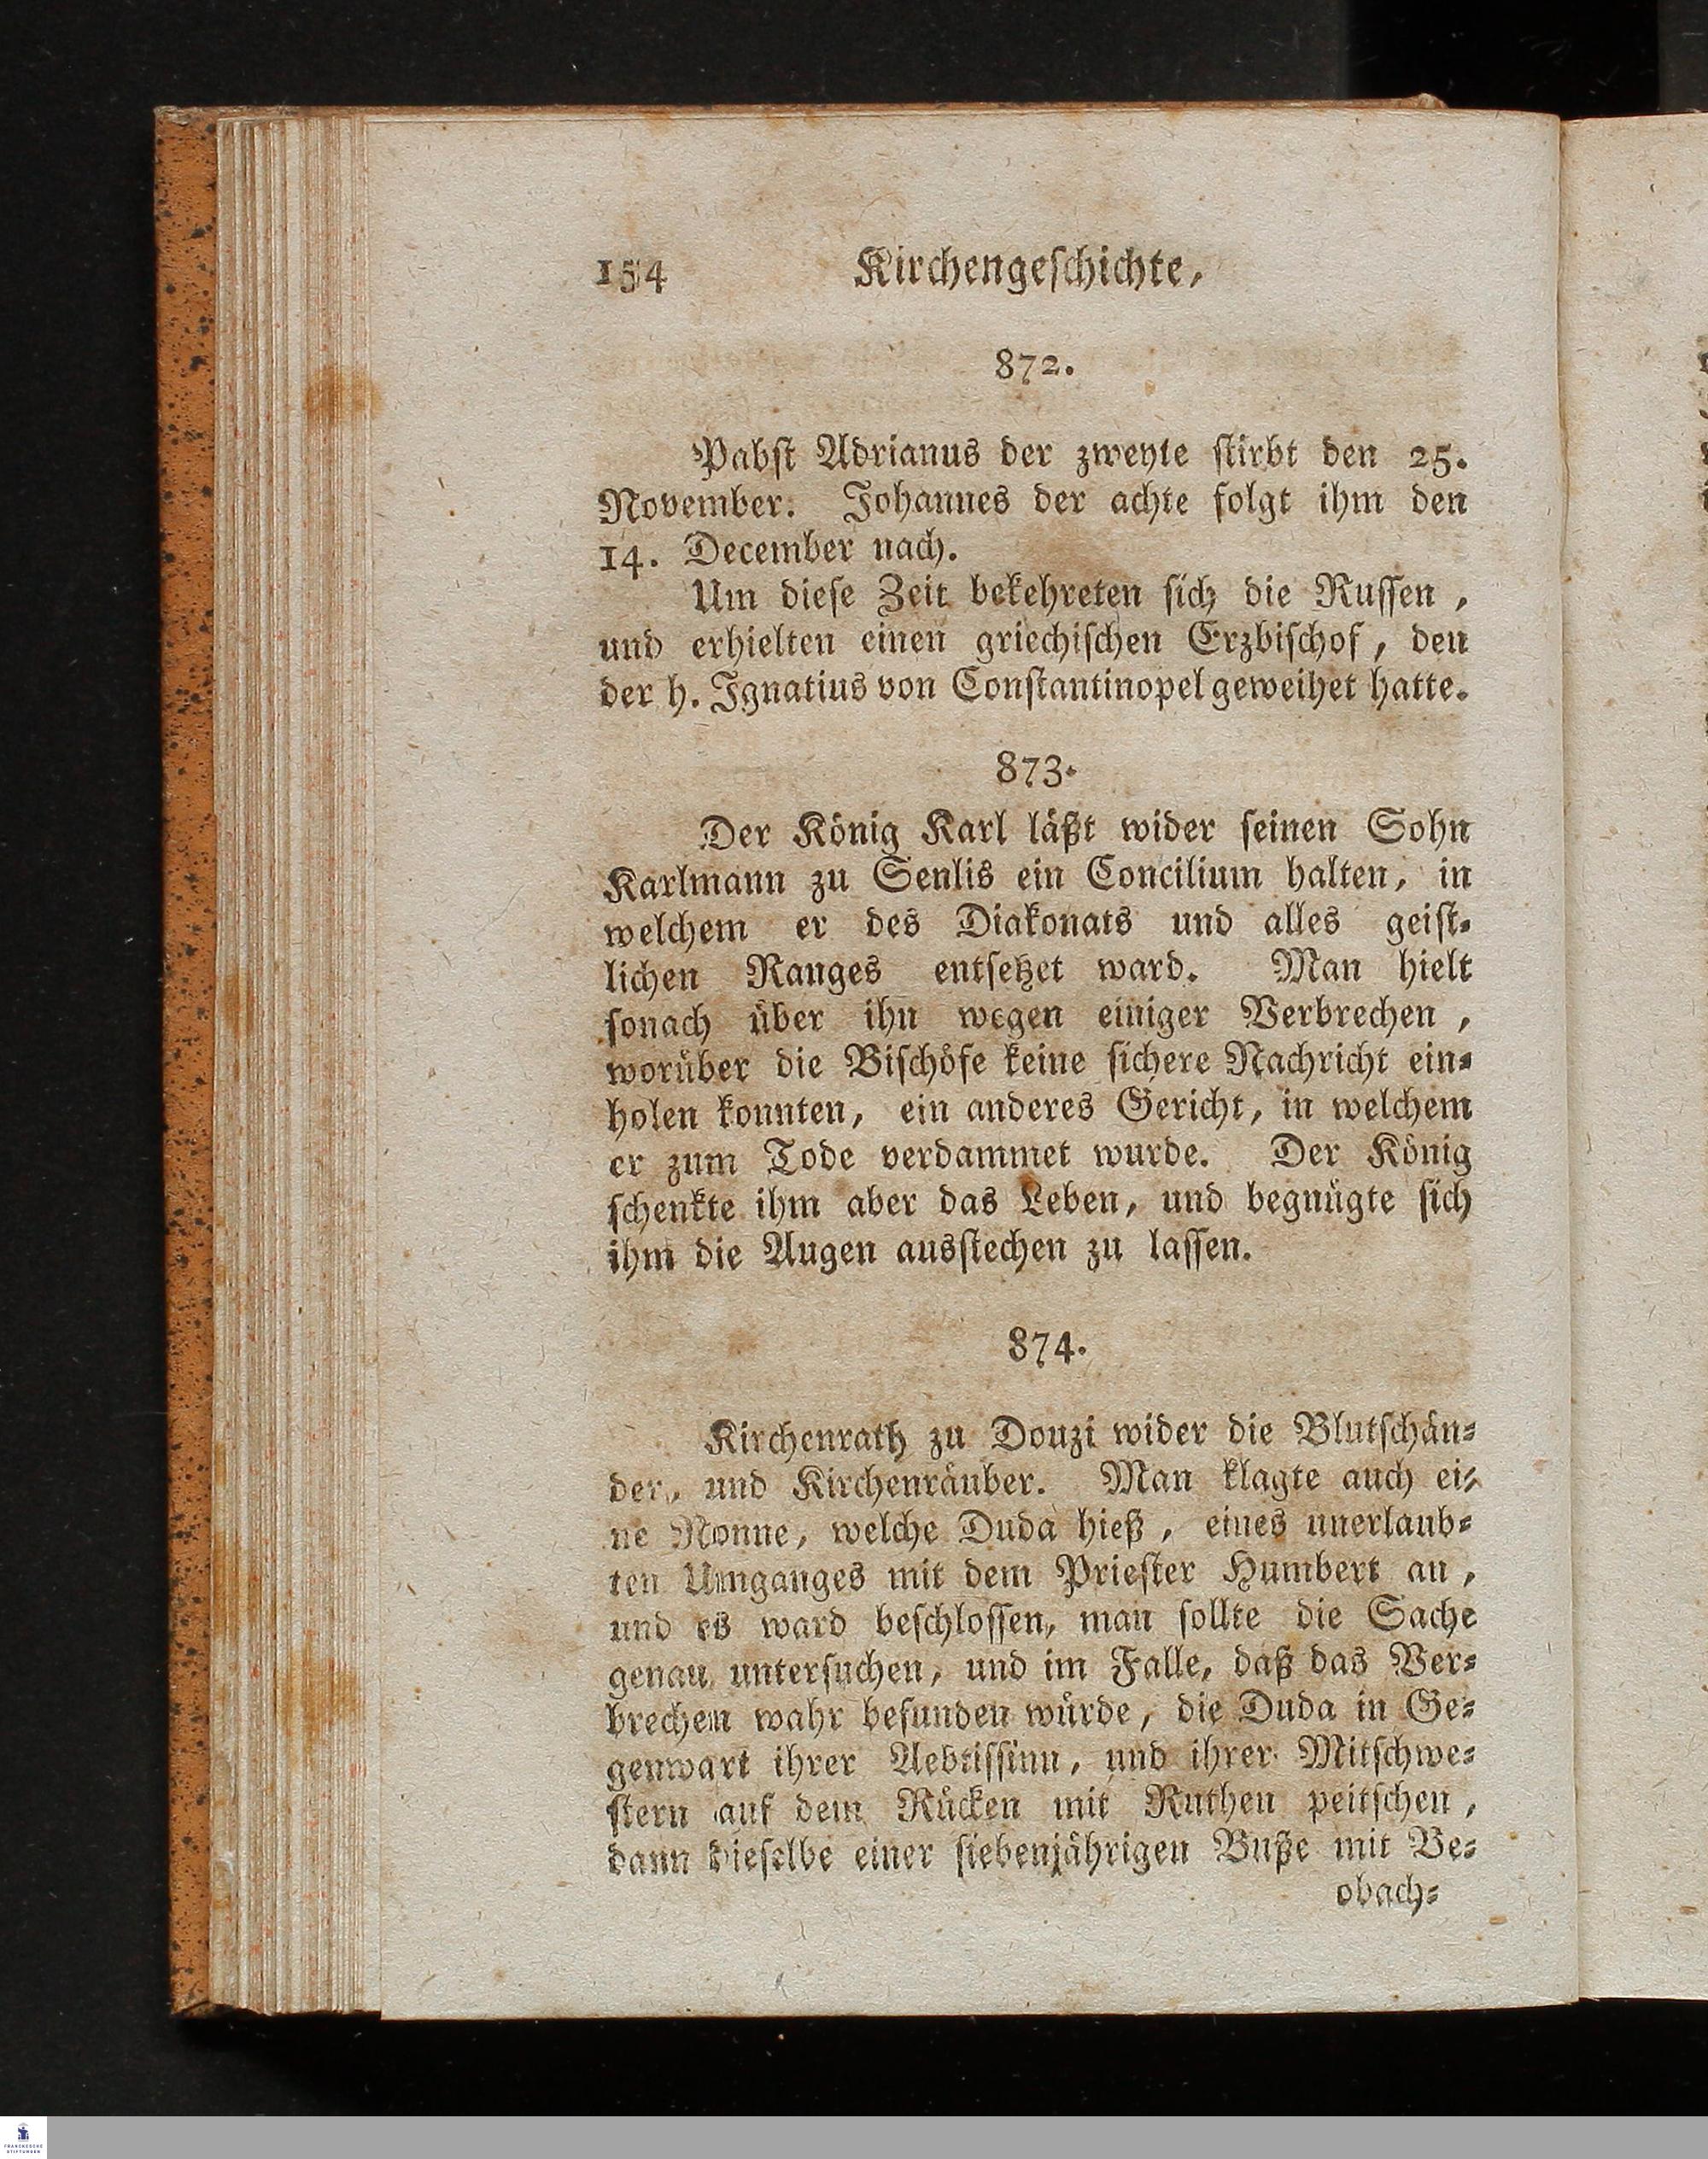 154 Kirchengeschichte,
872.
Pabst Adrianus der zweyte stirbt den 25.
November. Johannes der achte folgt ihm den
14. December nach.
Um diese Zeit bekehreten sich die Russen,
und erhielten einen griechischen Erzbischof, den
der h. Ignatius von Constantinopel geweihet hatte.
873.
Der König Karl läßt wider seinen Sohn
Karlmann zu Senlis ein Concilium halten, in
welchem er des Diakonats und alles geist-
lichen Ranges entsetzet ward. Man hielt
sonach über ihn wegen einiger Verbrechen,
worüber die Bischöfe keine sichere Nachricht ein-
holen konnten, ein anderes Gericht, in welchem
er zum Tode verdammet wurde. Der König
schenkte ihm aber das Leben, und begnügte sich
ihm die Augen ausstechen zu lassen.
874.
Kirchenrath zu Douzi wider die Blutschän-
der, und Kirchenräuber. Man klagte auch ei-
ne Nonne, welche Duda hieß, eines unerlaub-
ten Umganges mit dem Priester Humbert an,
und es ward beschlossen, man sollte die Sache
genau untersuchen, und im Falle, daß das Ver-
brechen wahr befunden würde, die Duda in Ge-
genwart ihrer Aebtissinn, und ihrer Mitschwe-
stern auf dem Rücken mit Ruthen peitschen,
dann dieselbe einer siebenjährigen Buße mit Be-
obach-
FRANCKESCHE
STIFTUNGEN